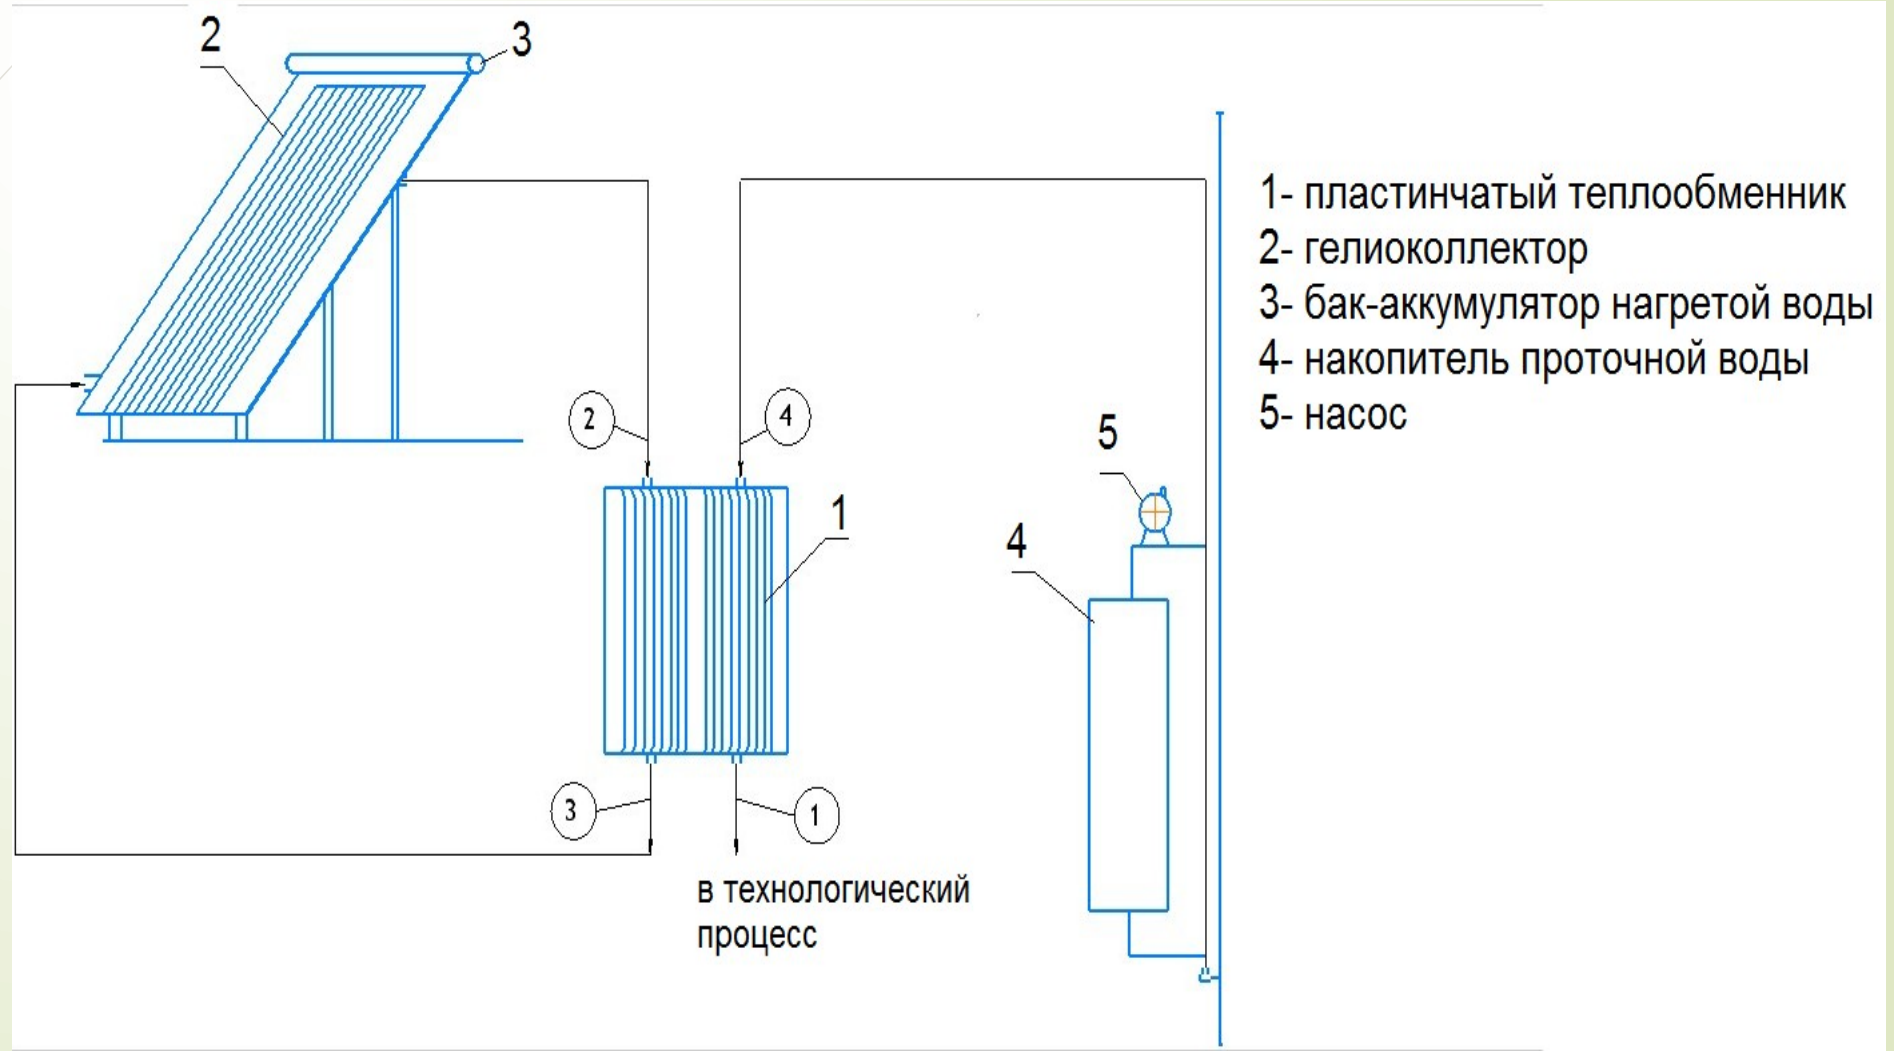 2
3
1- пластинчатый теплообменник
2- гелиоколлектор
3- бак-аккумулятор нагретой воды
4- накопитель проточной воды
5- насос
2
4
5
1
4
3
1
в технологический
процесс